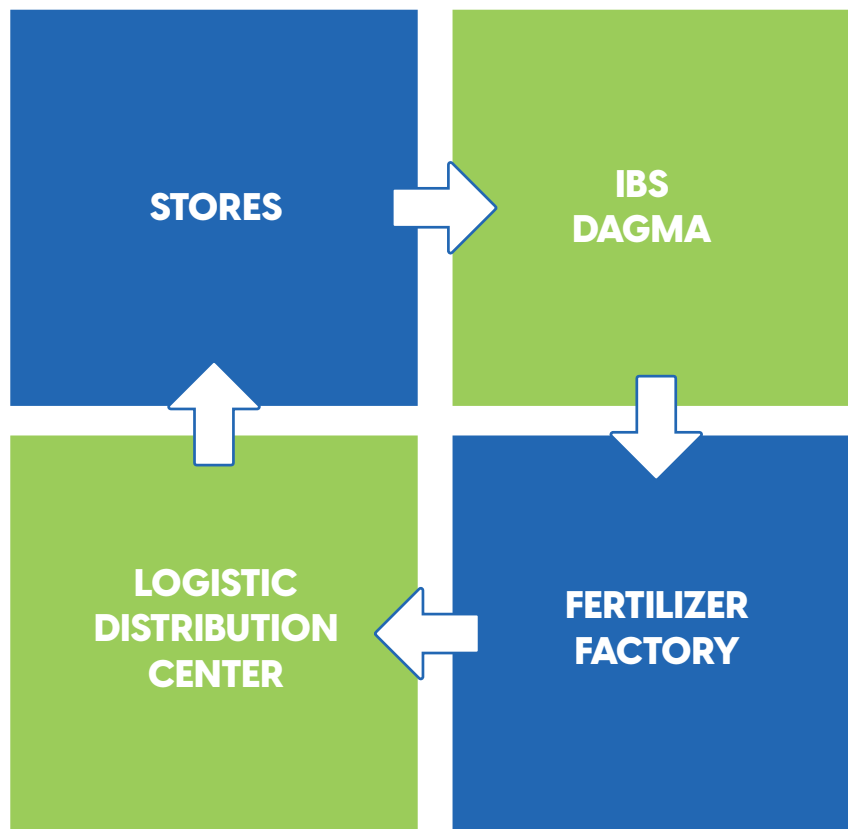 STORES
IBS
DAGMA
LOGISTIC
DISTRIBUTION
CENTER
FERTILIZER
FACTORY